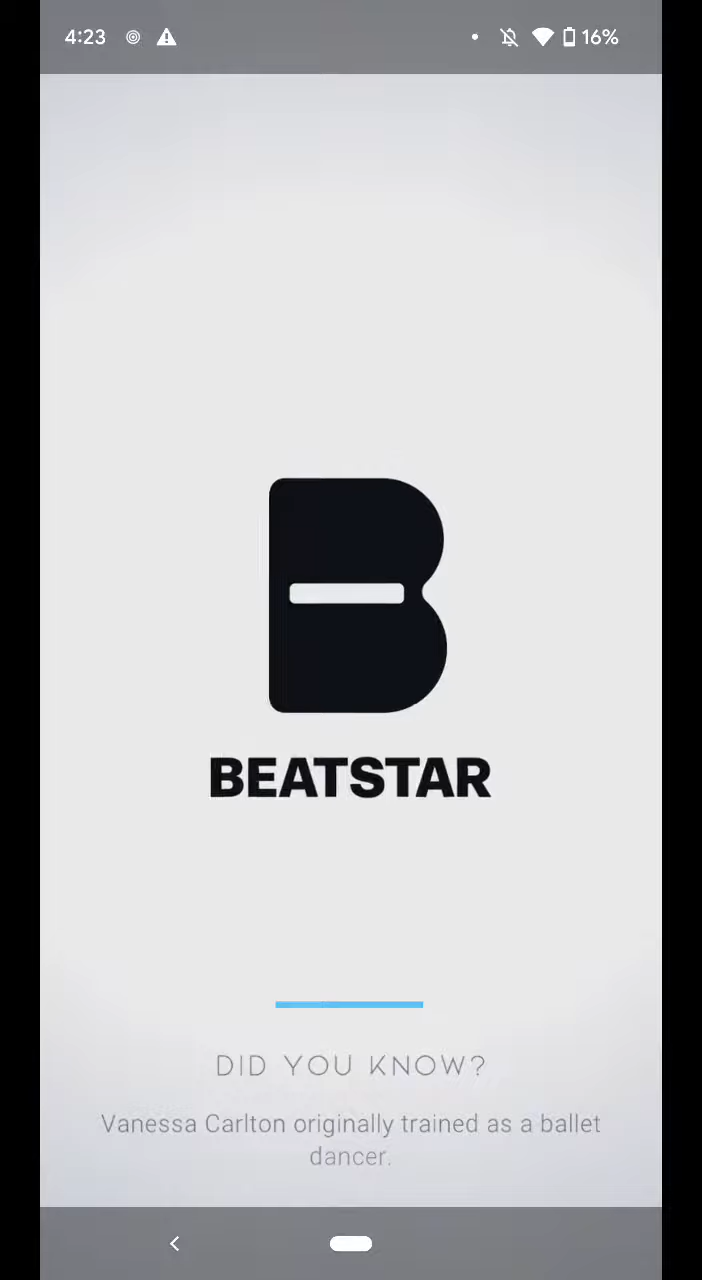 4:23 16%
B
BEATSTAR
DID YOU KNOW?
Vanessa Carlton originally trained as a ballet
dancer.